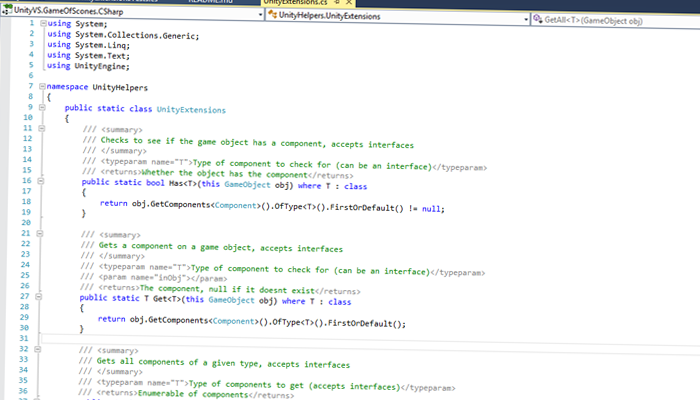 README.md
UnityExtensions.cs
UnityVS.GameOfScones.CSharp
UnityHelpers.UnityExtensions
GetAll<T>(GameObject obj)
1 using System;
2 using System.Collections.Generic;
3 using System.Linq;
4 using System.Text;
5 using UnityEngine;
6
7 namespace UnityHelpers
8 {
9 public static class UnityExtensions
10 {
11 /// <summary>
12 /// Checks to see if the game object has a component, accepts interfaces
13 /// </summary>
14 /// <typeparam name="T">Type of component to check for (can be an interface)</typeparam>
15 /// <returns>Whether the object has the component</returns>
16 public static bool Has<T>(this GameObject obj) where T : class
17 {
18 return obj.GetComponents<Component>().OfType<T>().FirstOrDefault() != null;
19 }
20
21 /// <summary>
22 /// Gets a component on a game object, accepts interfaces
23 /// </summary>
24 /// <typeparam name="T">Type of component to check for (can be an interface)</typeparam>
25 /// <param name="inObj"></param>
26 /// <returns>The component, null if it doesnt exist</returns>
27 public static T Get<T>(this GameObject obj) where T : class
28 {
29 return obj.GetComponents<Component>().OfType<T>().FirstOrDefault();
30 }
31
32 /// <summary>
33 /// Gets all components of a given type, accepts interfaces
34 /// </summary>
35 /// <typeparam name="T">Type of components to get (accepts interfaces)</typeparam>
36 /// <returns>Enumerable of components</returns>